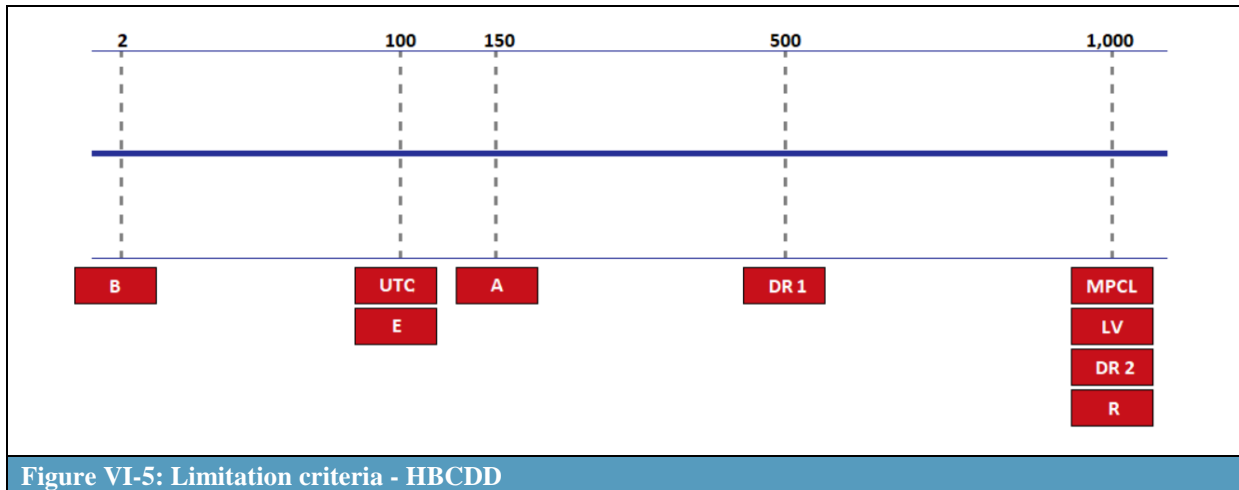 2 100 150 500 1,000
B UTC A DR 1 MPCL
E LV
DR 2
R
Figure VI-5: Limitation criteria - HBCDD